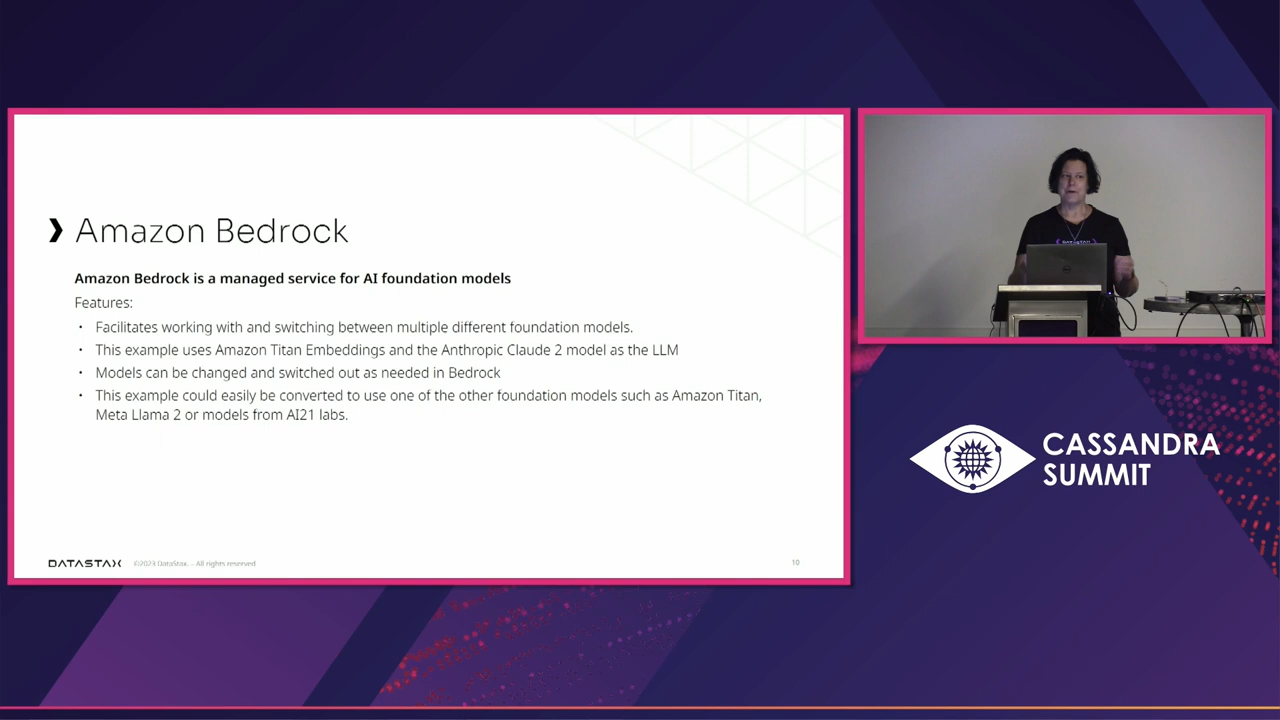 ❯ Amazon Bedrock
Amazon Bedrock is a managed service for AI foundation models
Features:
• Facilitates working with and switching between multiple different foundation models.
• This example uses Amazon Titan Embeddings and the Anthropic Claude 2 model as the LLM
• Models can be changed and switched out as needed in Bedrock
• This example could easily be converted to use one of the other foundation models such as Amazon Titan,
Meta Llama 2 or models from AI21 labs.
DATASTAX
©2023 DataStax. – All rights reserved
10
DATASTAX
CASSANDRA
SUMMIT